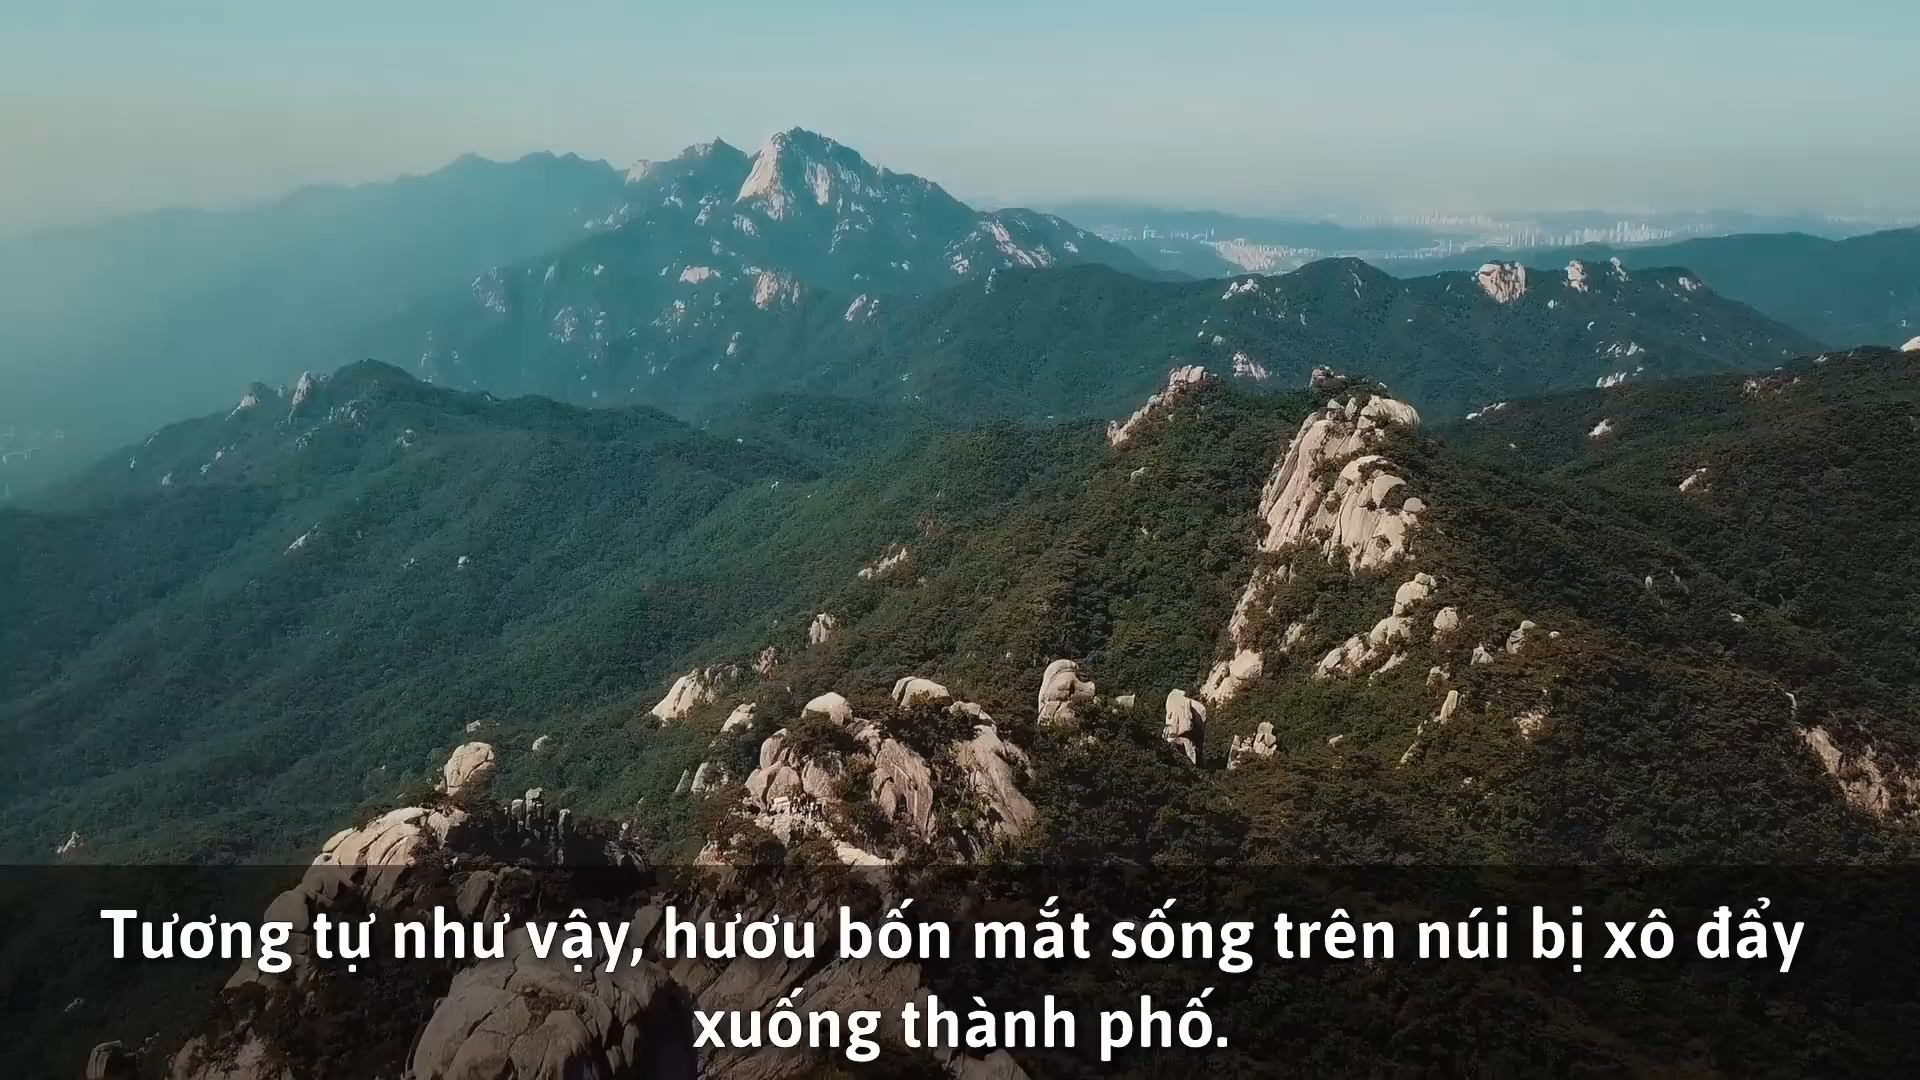 Tương tự như vậy, hươu bốn mắt sống trên núi bị xô đẩy
xuống thành phố.